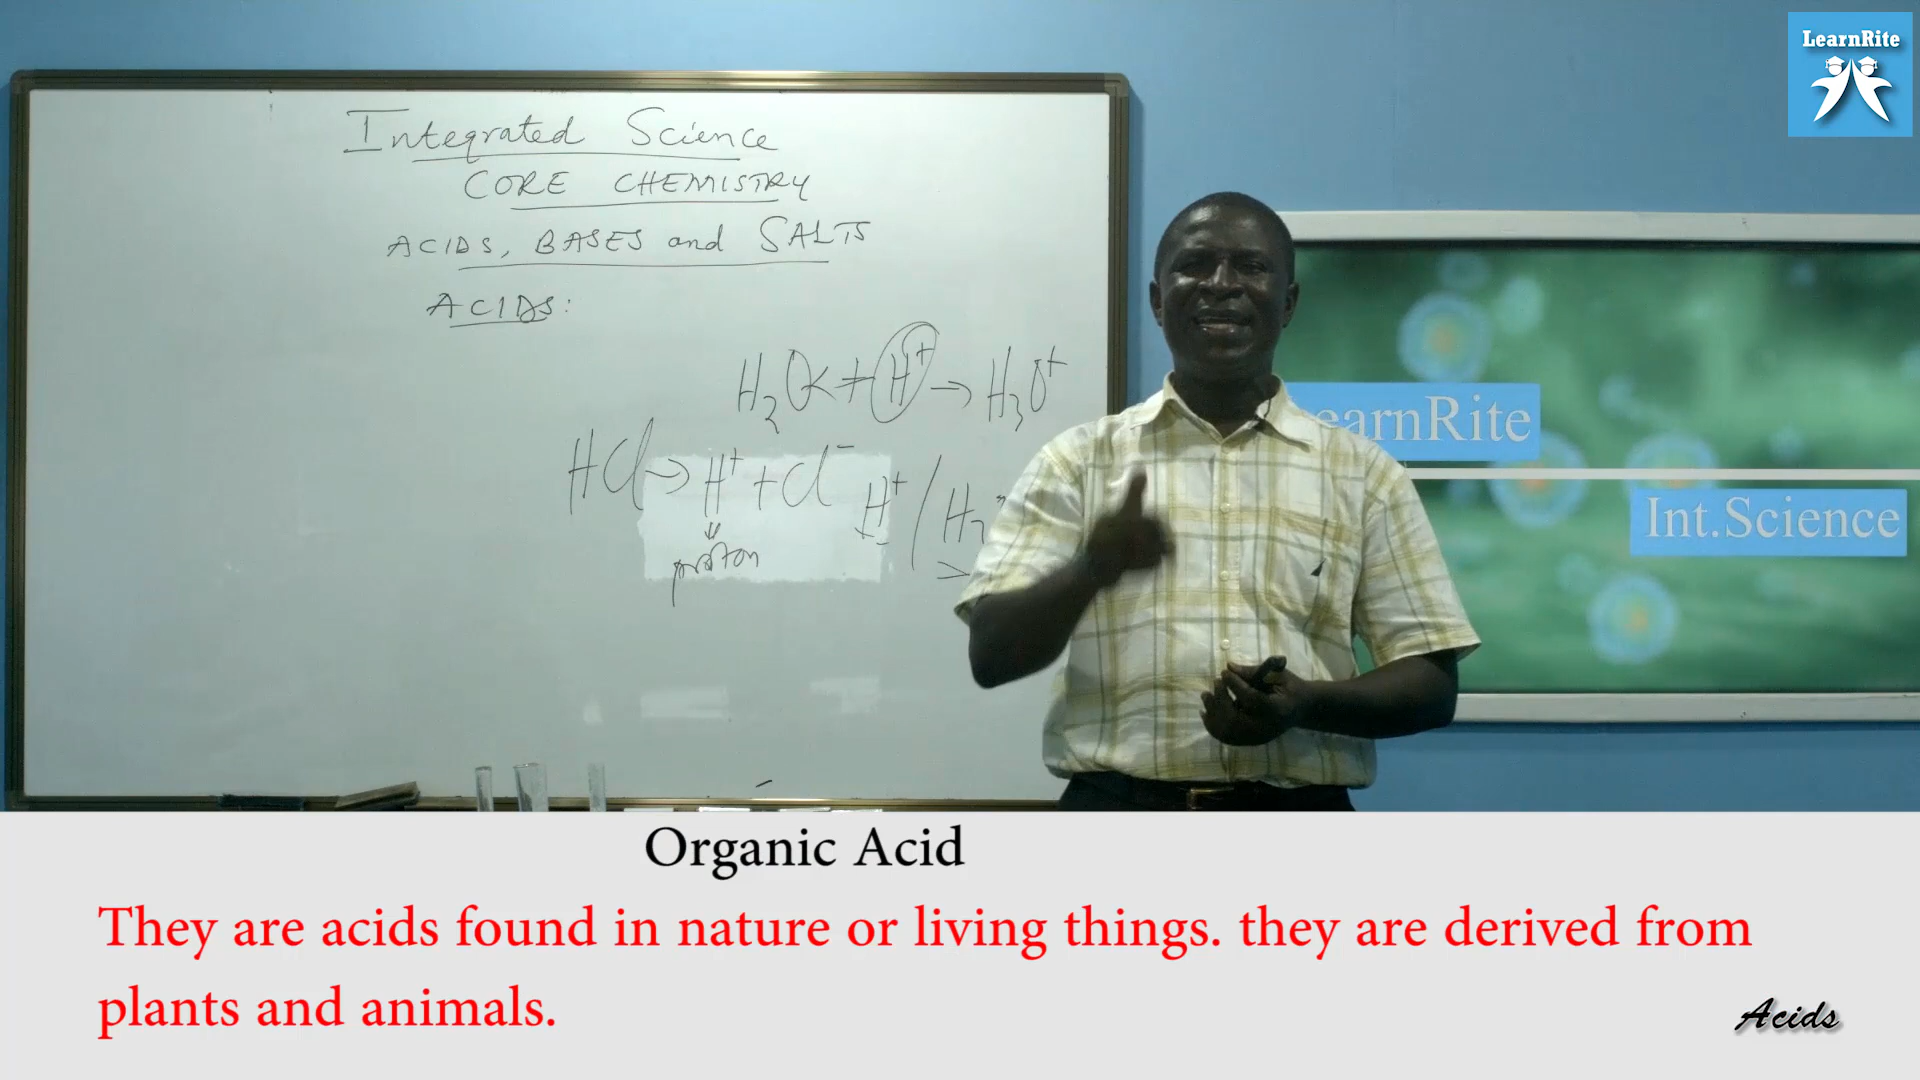 LearnRite
Integrated Science
CORE CHEMISTRY
ACIDS, BASES and SALTS
ACIDS:
H₂O + H⁺ → H₃O⁺
HCl → H⁺ + Cl⁻
H⁺ /
proton
earnRite
Int.Science
Organic Acid
They are acids found in nature or living things. they are derived from
plants and animals.
Acids